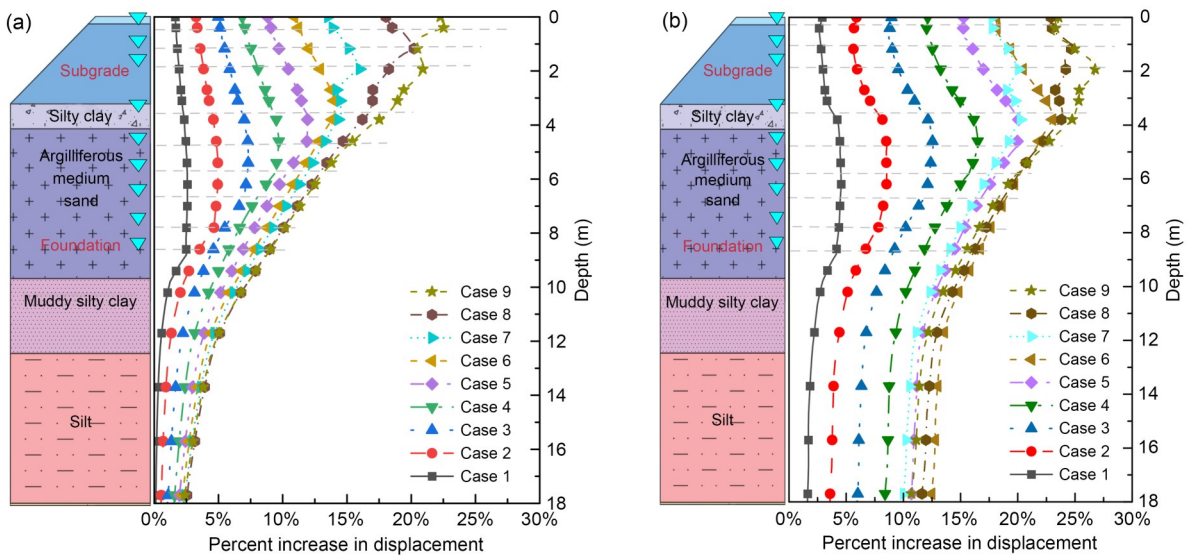 (a)
Subgrade
Silty clay
Argilliferous
medium
sand
Foundation
Muddy silty clay
Silt
Case 9
Case 8
Case 7
Case 6
Case 5
Case 4
Case 3
Case 2
Case 1
0
2
4
6
8
10
12
14
16
18
Depth (m)
0% 5% 10% 15% 20% 25% 30%
Percent increase in displacement
(b)
Subgrade
Silty clay
Argilliferous
medium
sand
Foundation
Muddy silty clay
Silt
Case 9
Case 8
Case 7
Case 6
Case 5
Case 4
Case 3
Case 2
Case 1
0
2
4
6
8
10
12
14
16
18
Depth (m)
0% 5% 10% 15% 20% 25% 30%
Percent increase in displacement